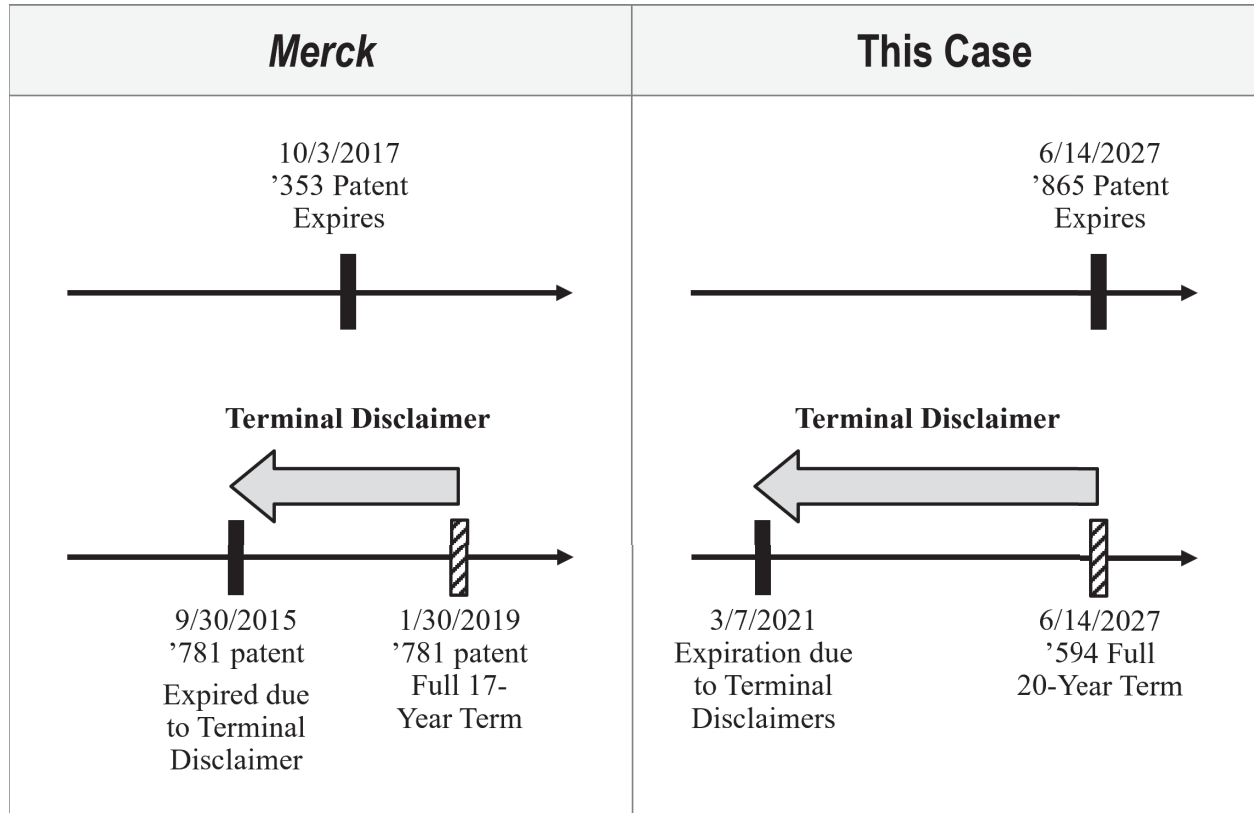 Merck
10/3/2017
’353 Patent
Expires
Terminal Disclaimer
9/30/2015
’781 patent
Expired due
to Terminal
Disclaimer
1/30/2019
’781 patent
Full 17-
Year Term
This Case
6/14/2027
’865 Patent
Expires
Terminal Disclaimer
3/7/2021
Expiration due
to Terminal
Disclaimers
6/14/2027
’594 Full
20-Year Term